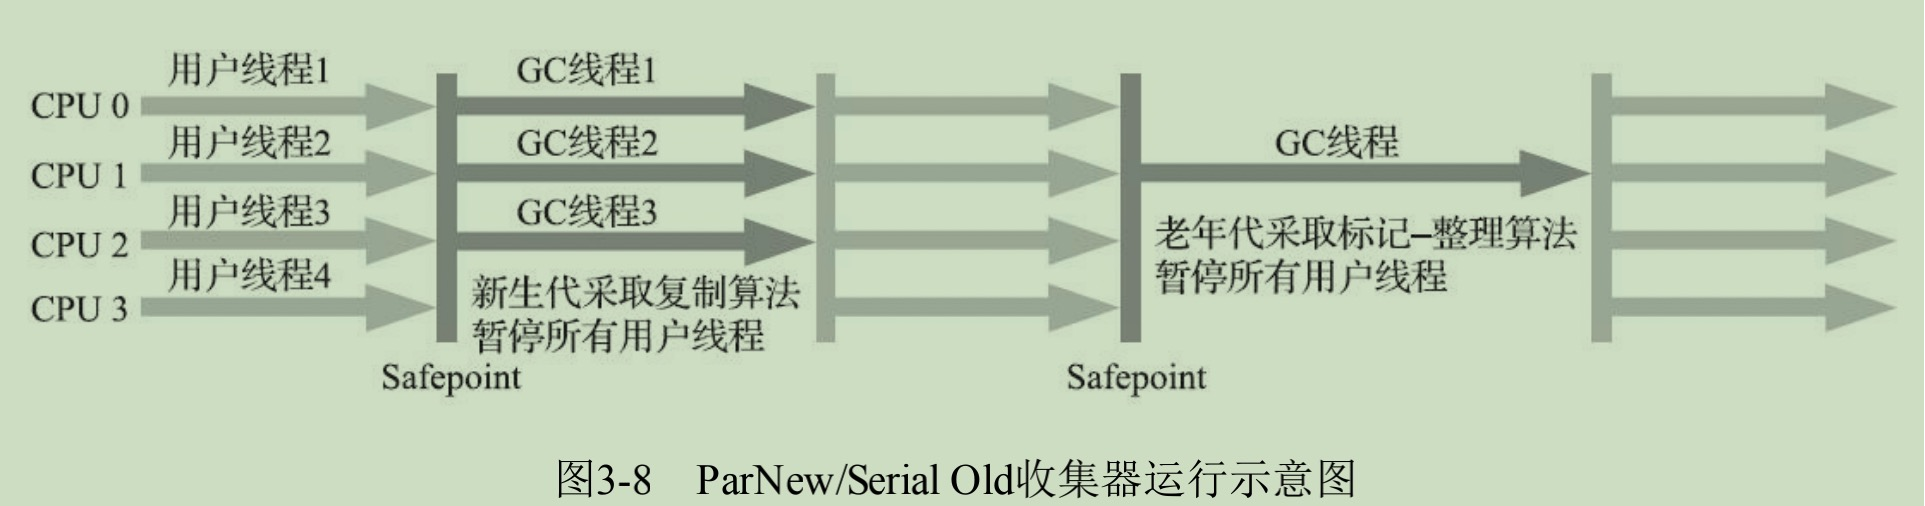 用户线程1
GC线程1
CPU 0
用户线程2
GC线程2
GC线程
CPU 1
用户线程3
GC线程3
CPU 2
老年代采取标记–整理算法
暂停所有用户线程
用户线程4
CPU 3
新生代采取复制算法
暂停所有用户线程
Safepoint
Safepoint
图3-8 ParNew/Serial Old收集器运行示意图